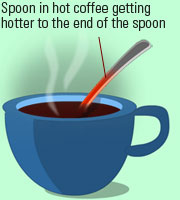 Spoon in hot coffee getting
hotter to the end of the spoon